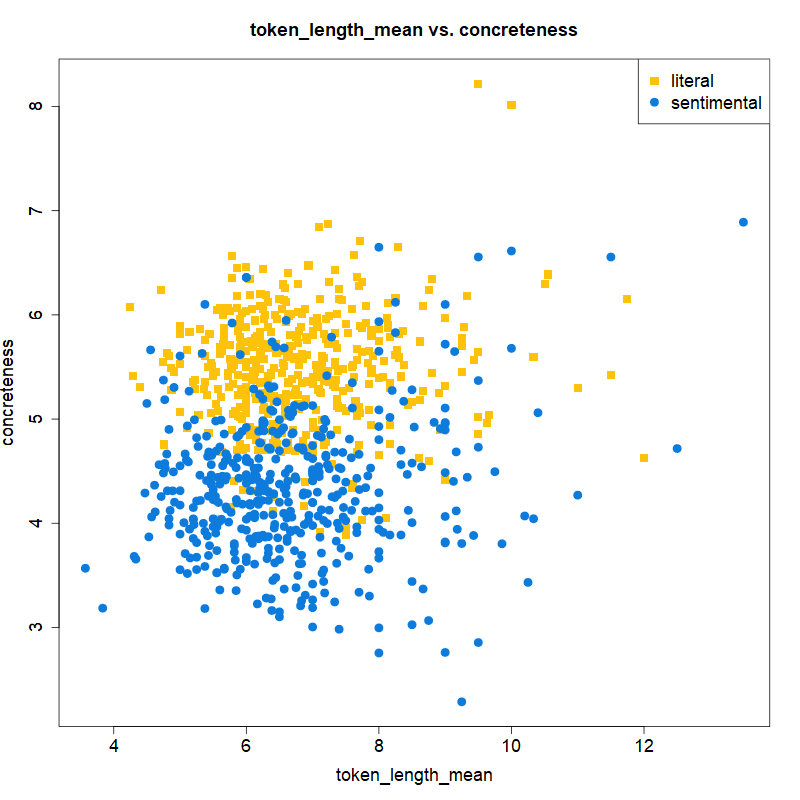 token_length_mean vs. concreteness
literal
sentimental
8
7
6
5
4
3
concreteness
4 6 8 10 12
token_length_mean